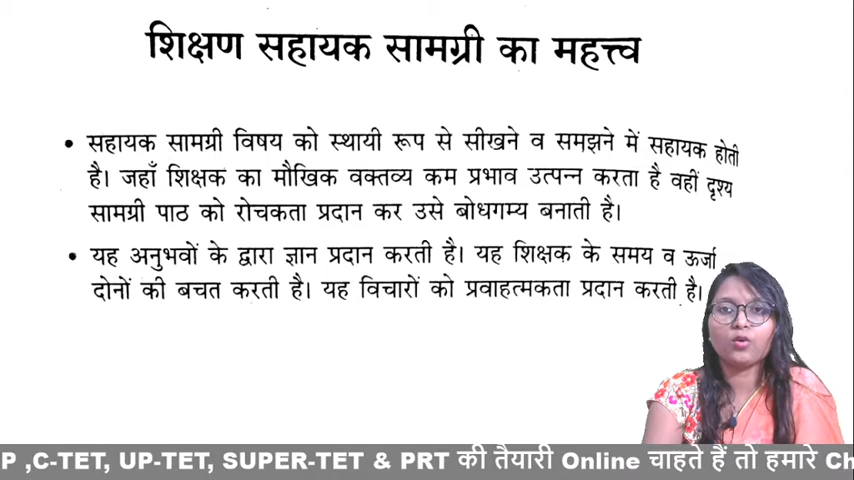 शिक्षण सहायक सामग्री का महत्त्व
• सहायक सामग्री विषय को स्थायी रूप से सीखने व समझने में सहायक होती
है। जहाँ शिक्षक का मौखिक वक्तव्य कम प्रभाव उत्पन्न करता है वहीं दृश्य
सामग्री पाठ को रोचकता प्रदान कर उसे बोधगम्य बनाती है।
• यह अनुभवों के द्वारा ज्ञान प्रदान करती है। यह शिक्षक के समय व ऊर्जा
दोनों की बचत करती है। यह विचारों को प्रवाहत्मकता प्रदान करती है।
P ,C-TET, UP-TET, SUPER-TET & PRT की तैयारी Online चाहते हैं तो हमारे Ch